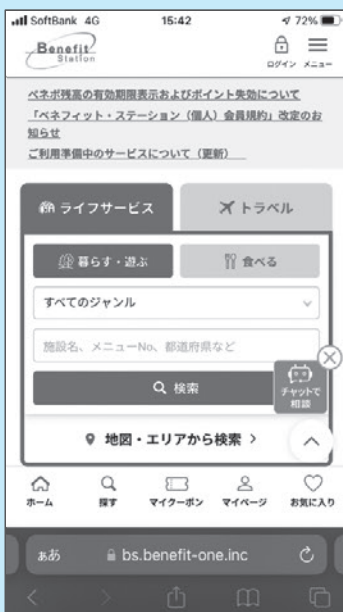 SoftBank 4G 15:42 72%
Benefit
Station
ログイン メニュー
ベネポ残高の有効期限表示およびポイント失効について
「ベネフィット・ステーション（個人）会員規約」改定のお
知らせ
ご利用準備中のサービスについて（更新）
ライフサービス トラベル
暮らす・遊ぶ 食べる
すべてのジャンル
施設名、メニューNo、都道府県など
検索
チャットで
相談
地図・エリアから検索
ホーム 探す マイクーポン マイページ お気に入り
ぁあ bs.benefit-one.inc